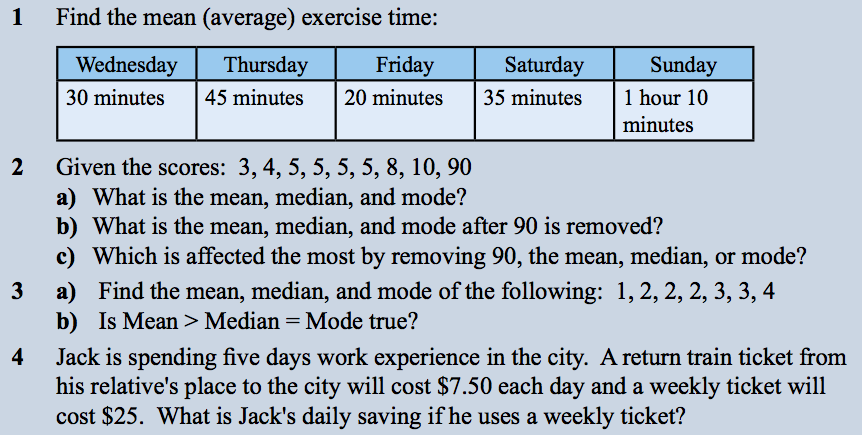 1 Find the mean (average) exercise time:
Wednesday Thursday Friday Saturday Sunday
30 minutes 45 minutes 20 minutes 35 minutes 1 hour 10
minutes
2 Given the scores: 3, 4, 5, 5, 5, 5, 8, 10, 90
a) What is the mean, median, and mode?
b) What is the mean, median, and mode after 90 is removed?
c) Which is affected the most by removing 90, the mean, median, or mode?
3 a) Find the mean, median, and mode of the following: 1, 2, 2, 2, 3, 3, 4
b) Is Mean > Median = Mode true?
4 Jack is spending five days work experience in the city. A return train ticket from
his relative's place to the city will cost $7.50 each day and a weekly ticket will
cost $25. What is Jack's daily saving if he uses a weekly ticket?